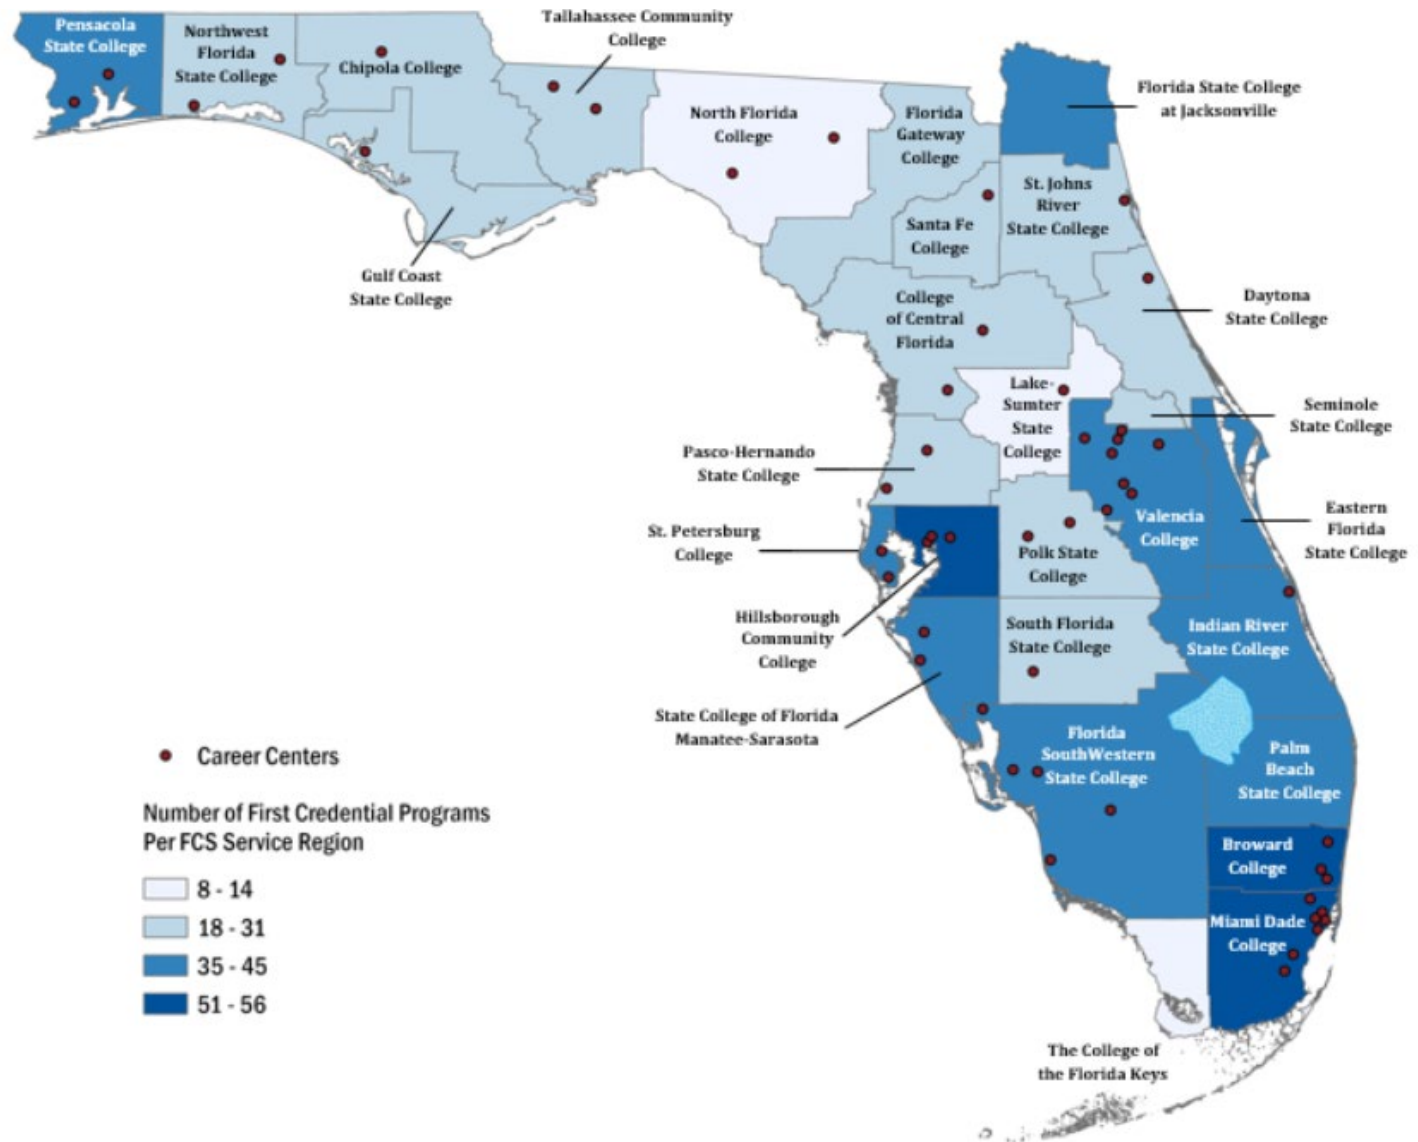 Pensacola
State College
Northwest
Florida
State College
Chipola College
Tallahassee Community
College
North Florida
College
Florida
Gateway
College
Florida State College
at Jacksonville
St. Johns
River
State College
Santa Fe
College
Gulf Coast
State College
College
of Central
Florida
Daytona
State College
Lake-
Sumter
State
College
Seminole
State College
Pasco-Hernando
State College
St. Petersburg
College
Valencia
College
Eastern
Florida
State College
Polk State
College
Hillsborough
Community
College
South Florida
State College
Indian River
State College
State College of Florida
Manatee-Sarasota
Florida
SouthWestern
State College
Palm
Beach
State College
Broward
College
Miami Dade
College
The College of
the Florida Keys
Career Centers
Number of First Credential Programs
Per FCS Service Region
8 - 14
18 - 31
35 - 45
51 - 56